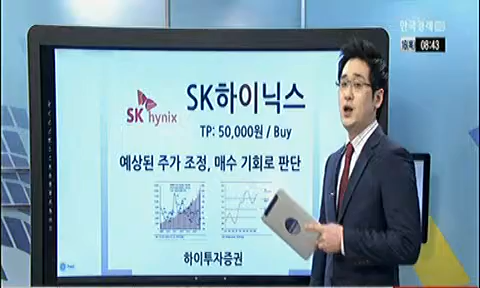 한국경제
08:43
SK hynix
SK하이닉스
TP: 50,000원 / Buy
예상된 주가 조정, 매수 기회로 판단
하이투자증권